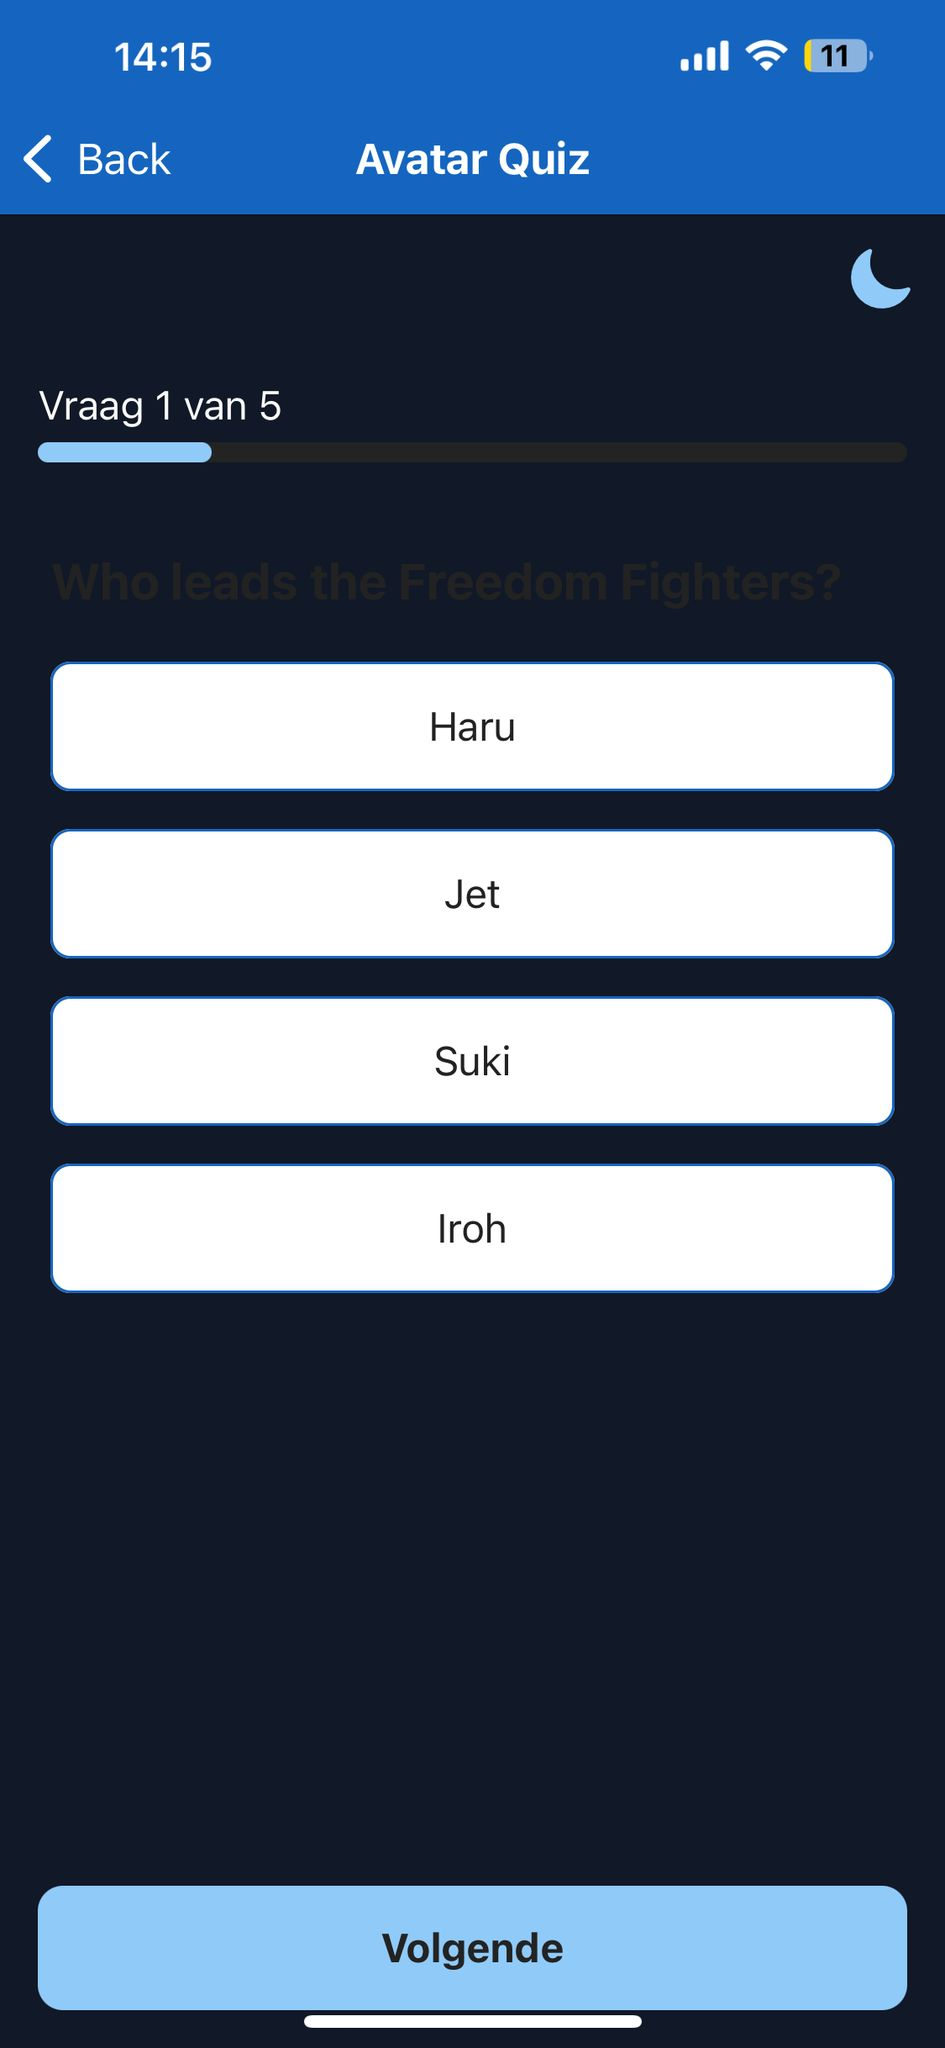 14:15
11
Back
Avatar Quiz
Vraag 1 van 5
Who leads the Freedom Fighters?
Haru
Jet
Suki
Iroh
Volgende